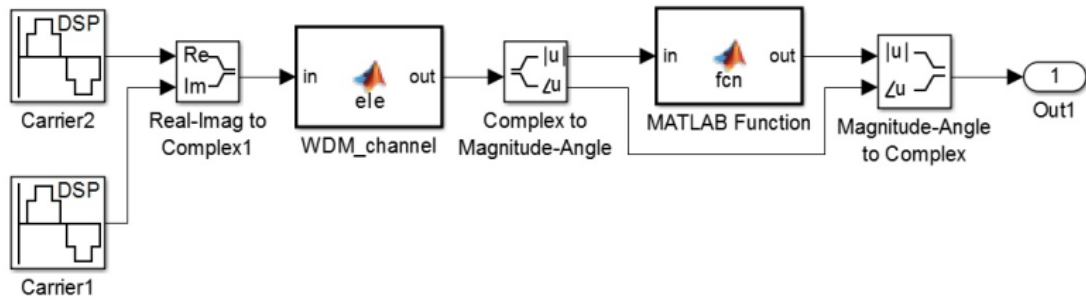 DSP
Carrier2
Re
Im
Real-Imag to
Complex1
in
ele
out
WDM_channel
|u|
∠u
Complex to
Magnitude-Angle
in
fcn
out
MATLAB Function
|u|
∠u
Magnitude-Angle
to Complex
1
Out1
DSP
Carrier1